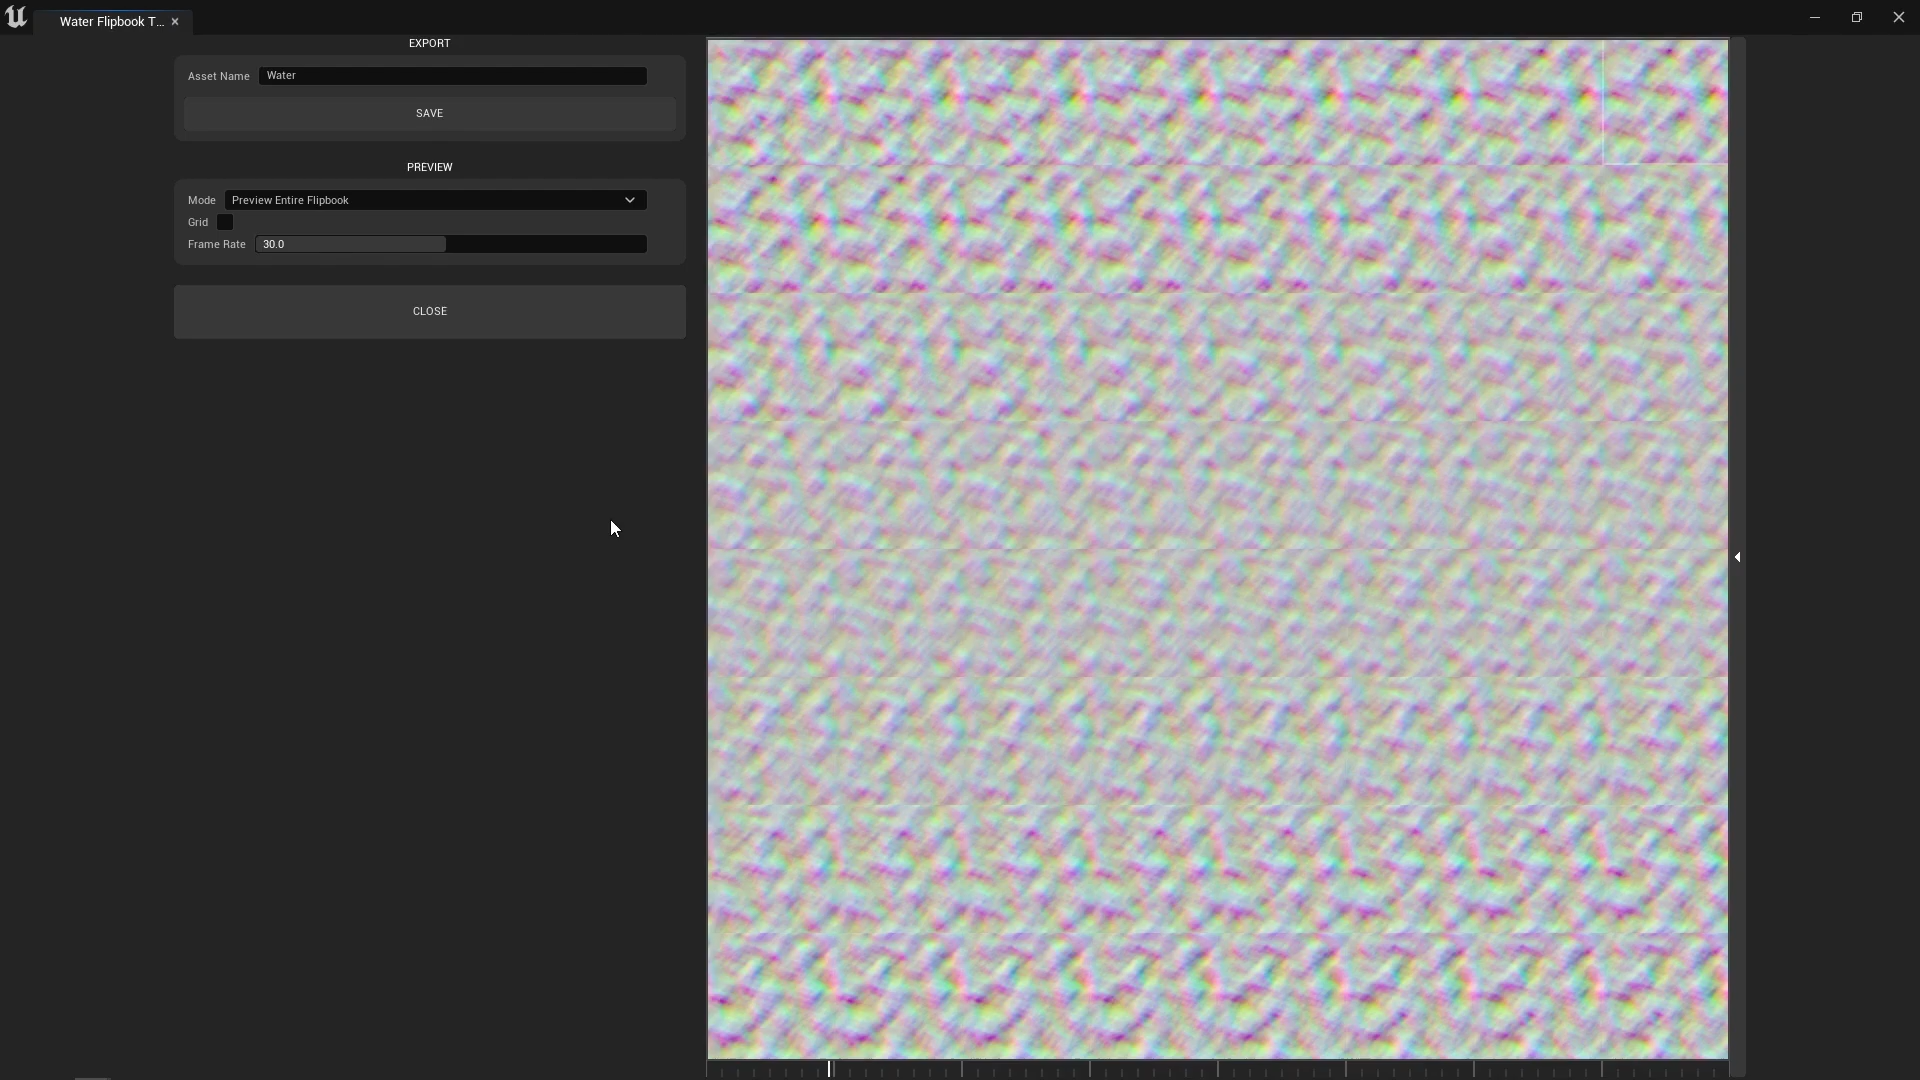 Water Flipbook T...
EXPORT
Asset Name Water
SAVE
PREVIEW
Mode Preview Entire Flipbook
Grid
Frame Rate 30.0
CLOSE